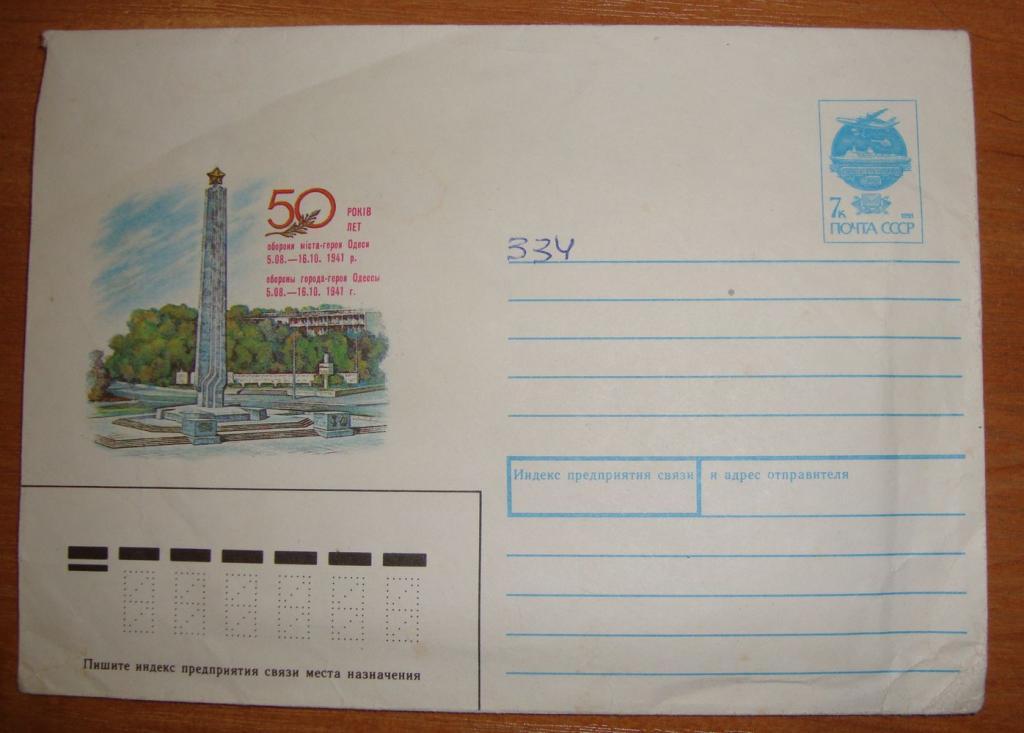 50 РОКІВ
ЛЕТ
оборони міста-героя Одеси
5.08.—16.10. 1941 р.
обороны города-героя Одессы
5.08.—16.10. 1941 г.
7к 1991
ПОЧТА СССР
334
Индекс предприятия связи и адрес отправителя
Пишите индекс предприятия связи места назначения